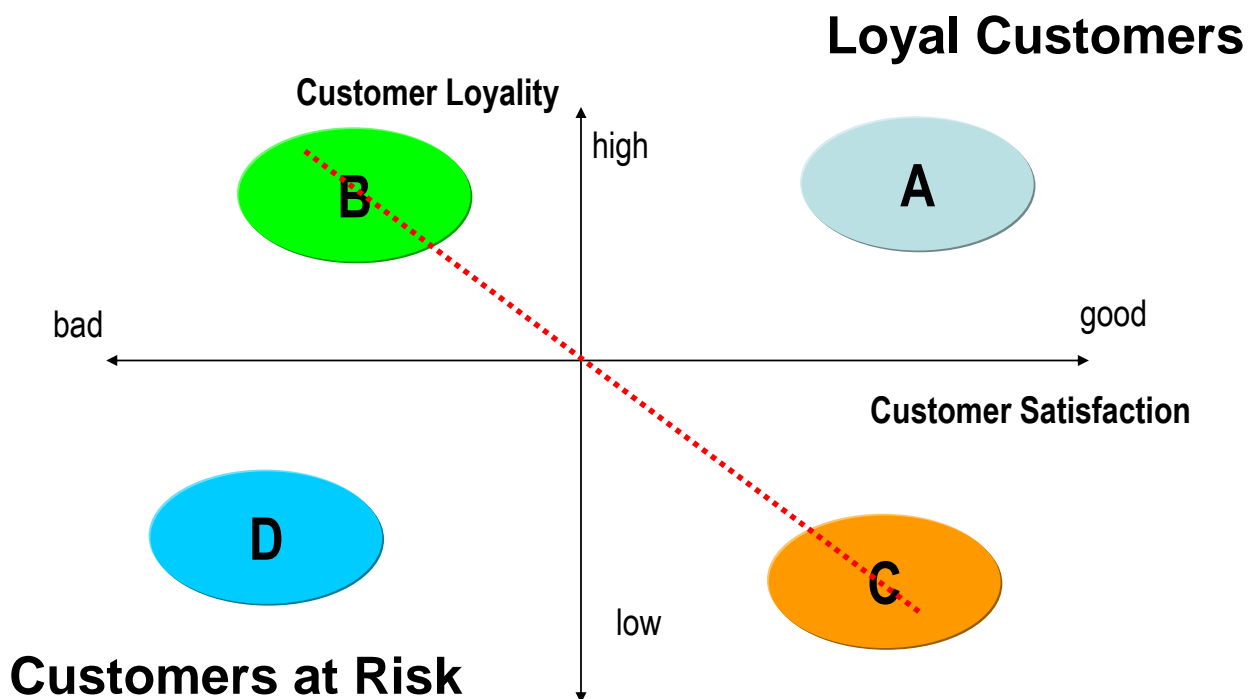 Loyal Customers
Customer Loyality
high
B
A
bad
good
Customer Satisfaction
D
C
low
Customers at Risk